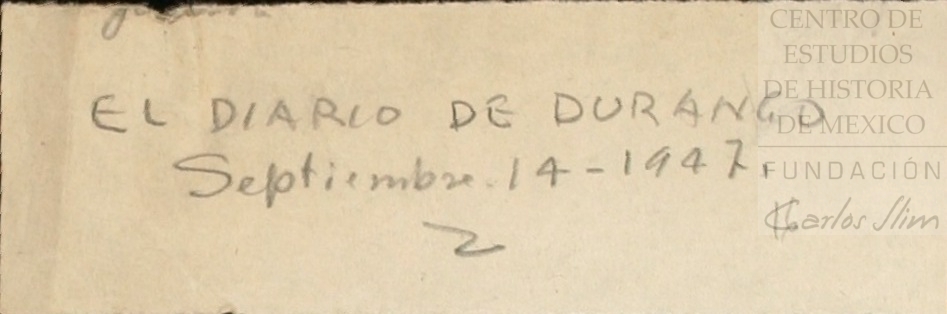 EL DIARIO DE DURANGO
Septiembre. 14 - 1947.
2
CENTRO DE
ESTUDIOS
DE HISTORIA
DE MEXICO
FUNDACIÓN
Carlos Slim